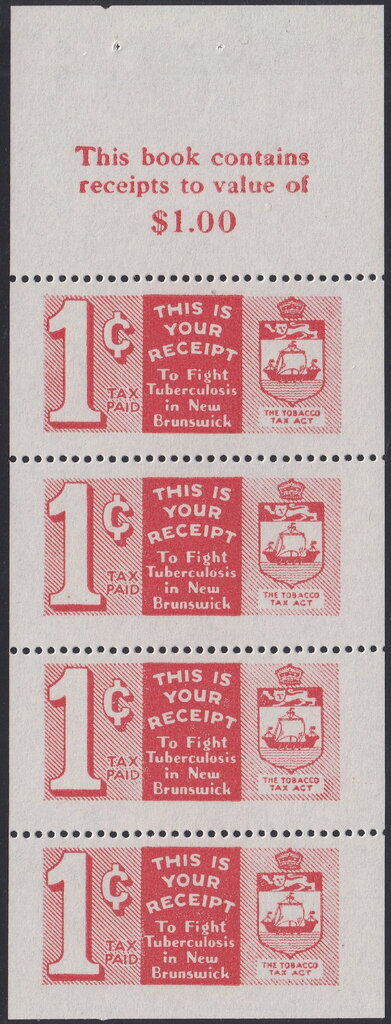 This book contains
receipts to value of
$1.00
1¢
TAX
PAID
THIS IS
YOUR
RECEIPT
To Fight
Tuberculosis
in New
Brunswick
THE TOBACCO
TAX ACT
1¢
TAX
PAID
THIS IS
YOUR
RECEIPT
To Fight
Tuberculosis
in New
Brunswick
THE TOBACCO
TAX ACT
1¢
TAX
PAID
THIS IS
YOUR
RECEIPT
To Fight
Tuberculosis
in New
Brunswick
THE TOBACCO
TAX ACT
1¢
TAX
PAID
THIS IS
YOUR
RECEIPT
To Fight
Tuberculosis
in New
Brunswick
THE TOBACCO
TAX ACT